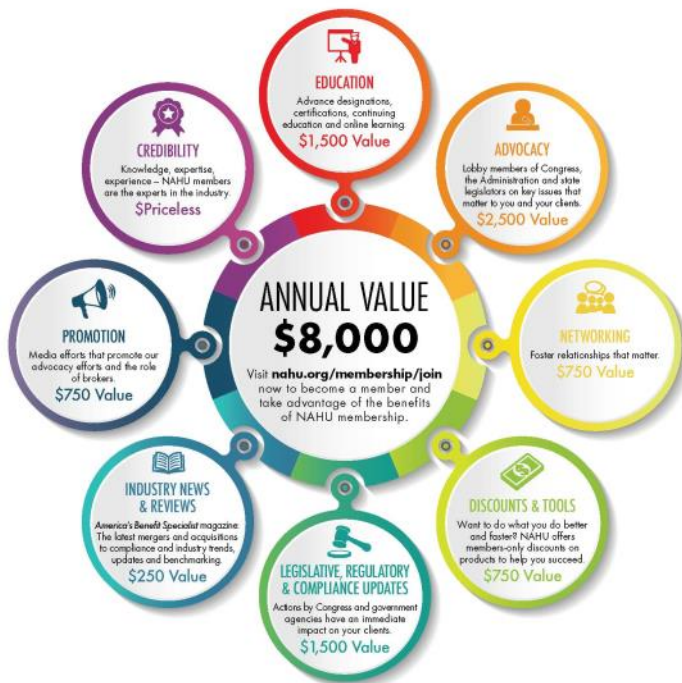 EDUCATION
Advance designations,
certifications, continuing
education and online learning.
$1,500 Value
ADVOCACY
Lobby members of Congress,
the Administration and state
legislators on key issues that
matter to you and your clients.
$2,500 Value
NETWORKING
Foster relationships that matter.
$750 Value
DISCOUNTS & TOOLS
Want to do what you do better
and faster? NAHU offers
members-only discounts on
products to help you succeed.
$750 Value
LEGISLATIVE, REGULATORY
& COMPLIANCE UPDATES
Actions by Congress and government
agencies have an immediate
impact on your clients.
$1,500 Value
INDUSTRY NEWS
& REVIEWS
America's Benefit Specialist magazine:
The latest mergers and acquisitions
to compliance and industry trends,
updates and benchmarking.
$250 Value
PROMOTION
Media efforts that promote our
advocacy efforts and the role
of brokers.
$750 Value
CREDIBILITY
Knowledge, expertise,
experience – NAHU members
are the experts in the industry.
$Priceless
ANNUAL VALUE
$8,000
Visit nahu.org/membership/join
now to become a member and
take advantage of the benefits
of NAHU membership.